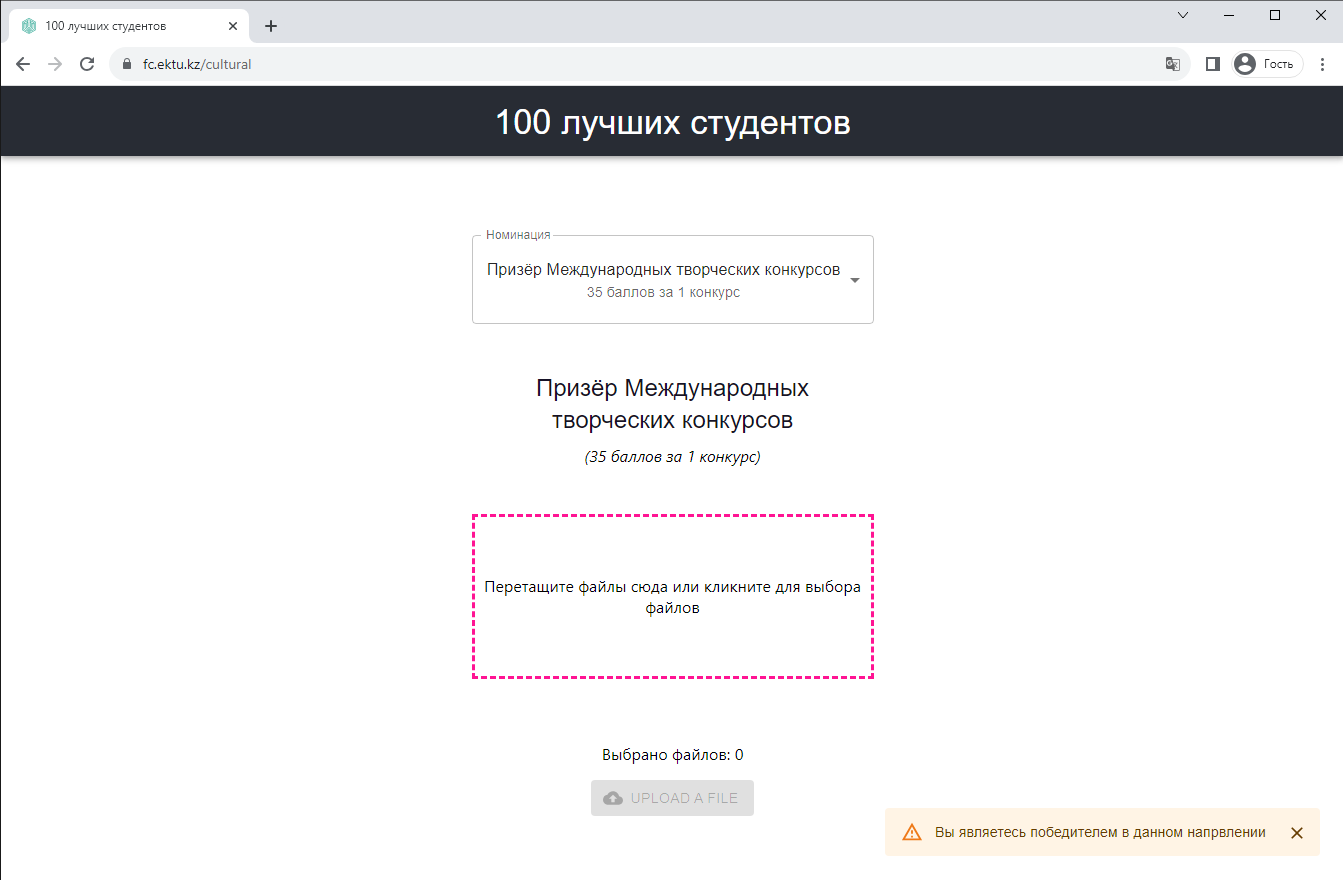 100 лучших студентов
fc.ektu.kz/cultural
Гость
100 лучших студентов
Номинация
Призёр Международных творческих конкурсов
35 баллов за 1 конкурс
Призёр Международных
творческих конкурсов
(35 баллов за 1 конкурс)
Перетащите файлы сюда или кликните для выбора
файлов
Выбрано файлов: 0
UPLOAD A FILE
Вы являетесь победителем в данном напрвлении